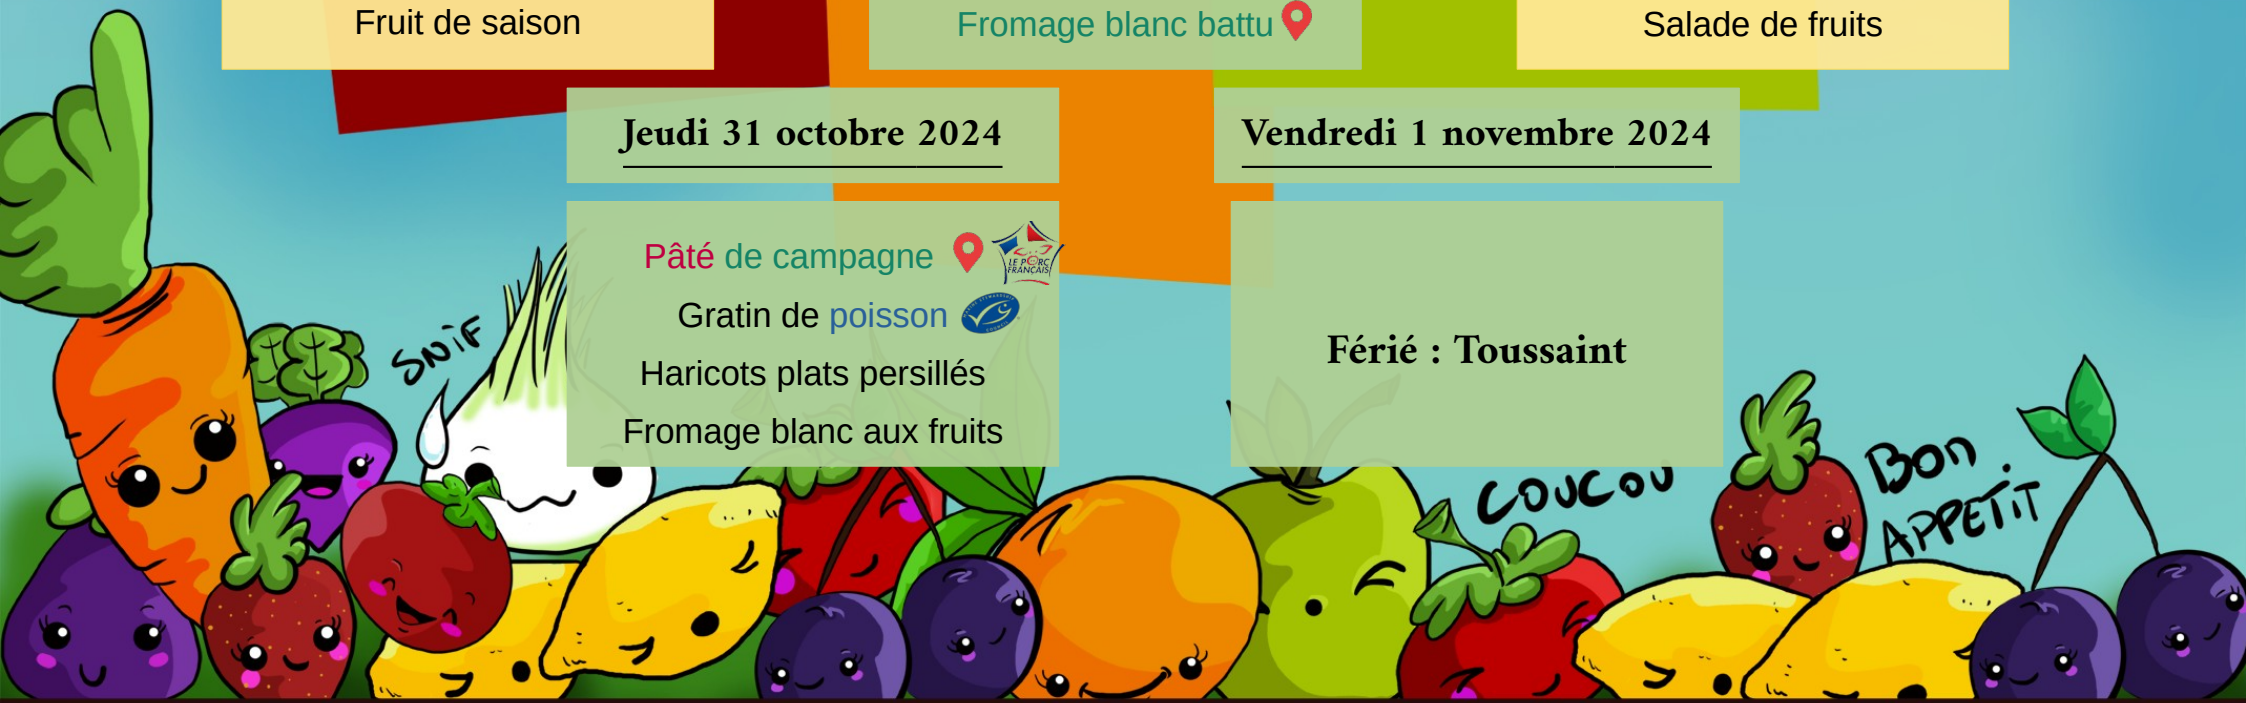 Fruit de saison
Fromage blanc battu
Salade de fruits
Jeudi 31 octobre 2024
Vendredi 1 novembre 2024
Pâté de campagne
LE PORC
FRANÇAIS
Gratin de poisson
Haricots plats persillés
Fromage blanc aux fruits
Férié : Toussaint
SNiF
COUCOU
Bon
APPETiT